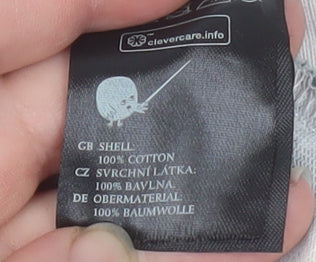 clevercare.info
GB SHELL:
100% COTTON
CZ SVRCHNÍ LÁTKA:
100% BAVLNA.
DE OBERMATERIAL:
100% BAUMWOLLE